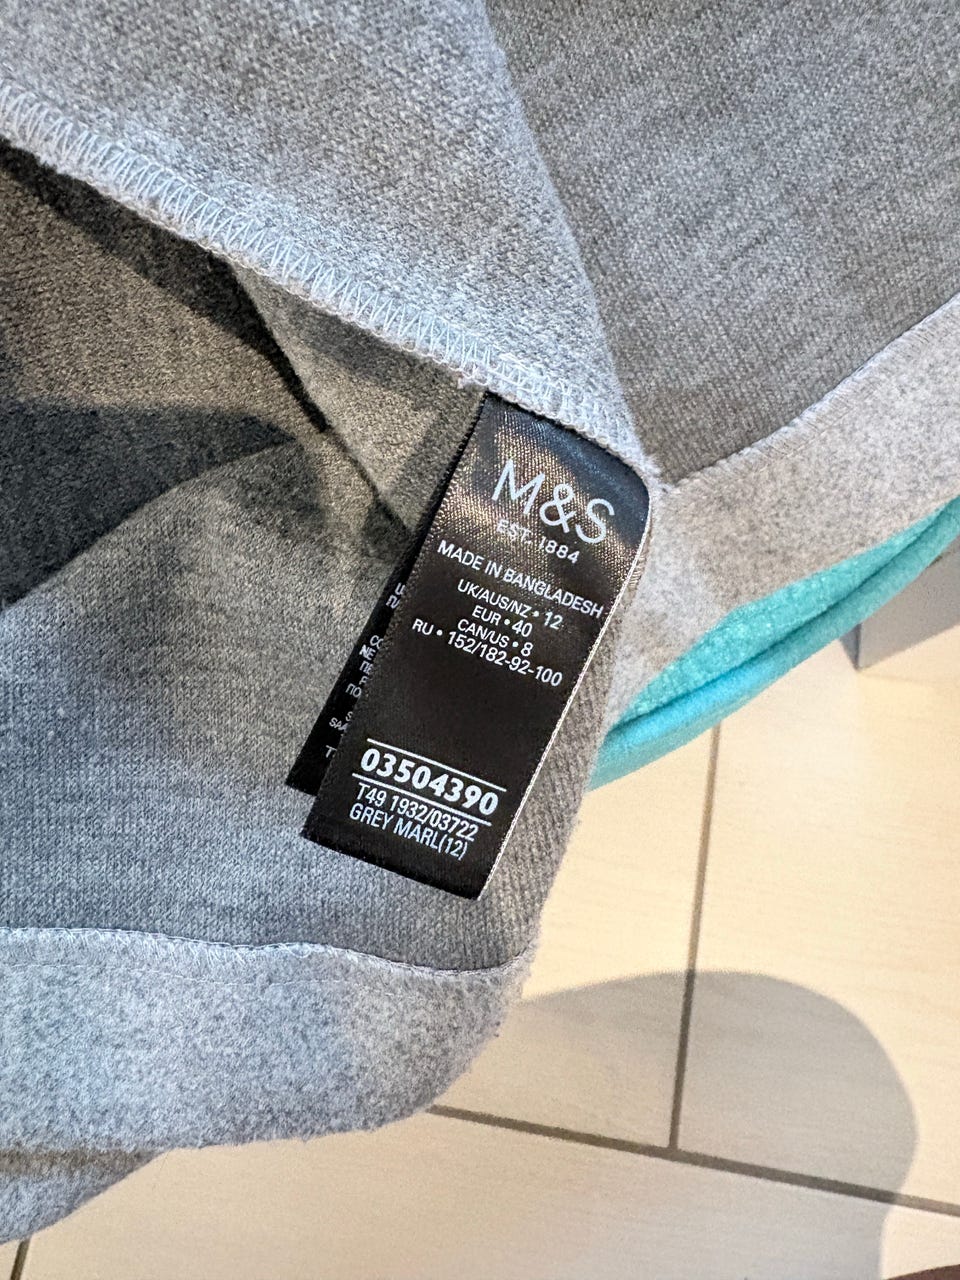 M&S
EST. 1884
MADE IN BANGLADESH
UK/AUS/NZ • 12
EUR • 40
CAN/US • 8
RU • 152/182-92-100
03504390
T49 1932/03722
GREY MARL(12)